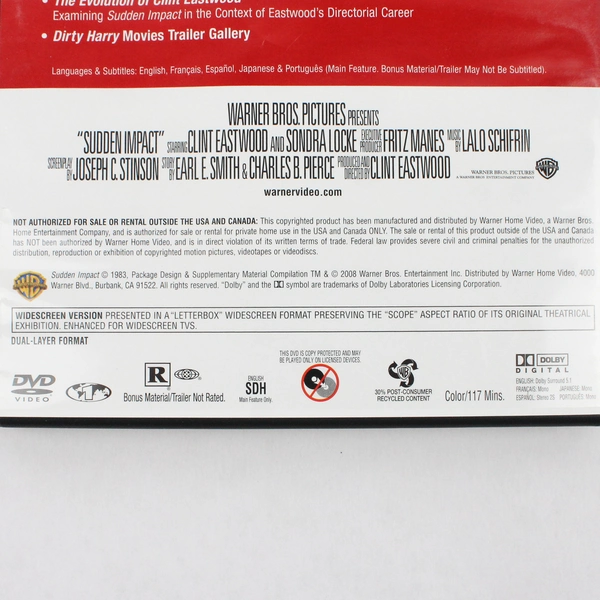 • The Evolution of Clint Eastwood
Examining Sudden Impact in the Context of Eastwood's Directorial Career
• Dirty Harry Movies Trailer Gallery
Languages & Subtitles: English, Français, Español, Japanese & Português (Main Feature. Bonus Material/Trailer May Not Be Subtitled).
WARNER BROS. PICTURES PRESENTS
"SUDDEN IMPACT" STARRING CLINT EASTWOOD AND SONDRA LOCKE EXECUTIVE PRODUCER FRITZ MANES MUSIC BY LALO SCHIFRIN
SCREENPLAY BY JOSEPH C. STINSON STORY BY EARL E. SMITH & CHARLES D. PIERCE PRODUCED AND DIRECTED BY CLINT EASTWOOD
WARNER BROS. PICTURES
A WARNER BROS. ENTERTAINMENT COMPANY
warnervideo.com
NOT AUTHORIZED FOR SALE OR RENTAL OUTSIDE THE USA AND CANADA: This copyrighted product has been manufactured and distributed by Warner Home Video, a Warner Bros.
Home Entertainment Company, and is authorized for sale or rental for private home use in the USA and Canada ONLY. The sale or rental of this product outside of the USA and Canada
has NOT been authorized by Warner Home Video, and is in direct violation of its written terms of trade. Federal law provides severe civil and criminal penalties for the unauthorized
distribution, reproduction or exhibition of copyrighted motion pictures, videotapes or videodiscs.
Sudden Impact © 1983, Package Design & Supplementary Material Compilation TM & © 2008 Warner Bros. Entertainment Inc. Distributed by Warner Home Video, 4000
Warner Blvd., Burbank, CA 91522. All rights reserved. "Dolby" and the symbol are trademarks of Dolby Laboratories Licensing Corporation.
WIDESCREEN VERSION PRESENTED IN A "LETTERBOX" WIDESCREEN FORMAT PRESERVING THE "SCOPE" ASPECT RATIO OF ITS ORIGINAL THEATRICAL
EXHIBITION. ENHANCED FOR WIDESCREEN TVS.
DUAL-LAYER FORMAT
DVD
VIDEO
R
Bonus Material/Trailer Not Rated.
ENGLISH
SDH
Main Feature Only.
THIS DVD IS COPY PROTECTED AND MAY
BE PLAYED ONLY ON LICENSED DEVICES.
30% POST-CONSUMER
RECYCLED CONTENT
Color/117 Mins.
DOLBY
DIGITAL
ENGLISH: Dolby Surround 5.1
FRANÇAIS: Mono JAPANESE: Mono
ESPAÑOL: Stereo 2S PORTUGUÊS: Mono